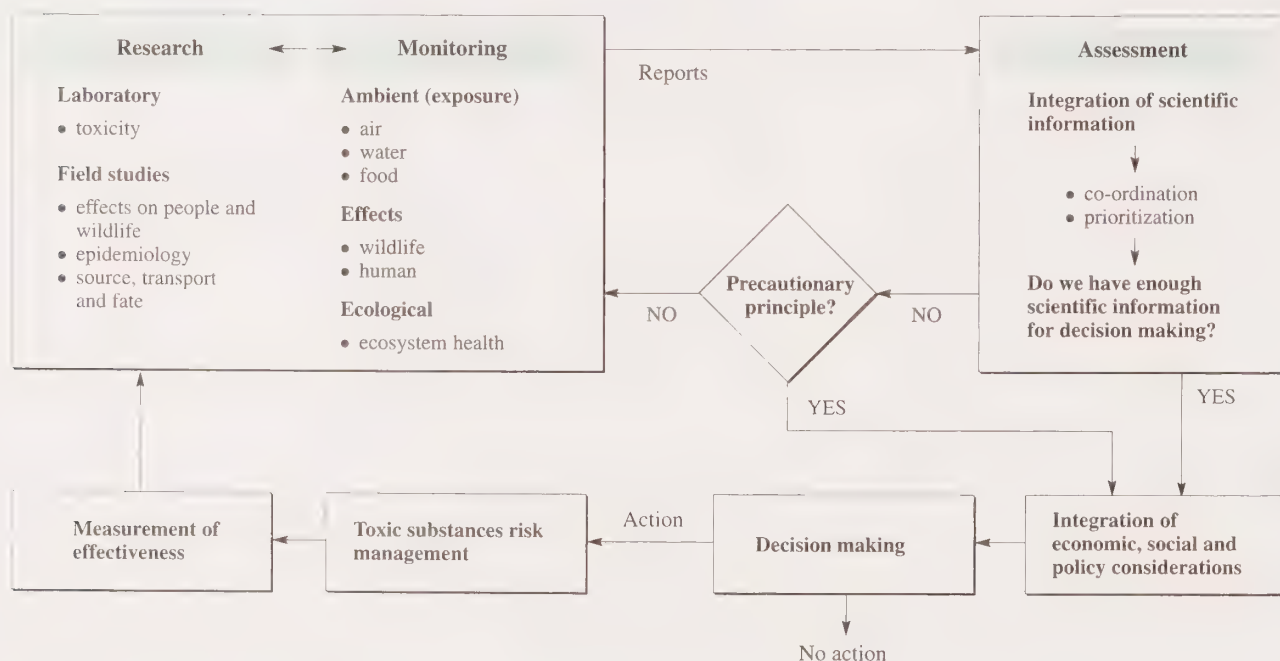 Research
Monitoring
Laboratory
• toxicity
Field studies
• effects on people and
wildlife
• epidemiology
• source, transport
and fate
Ambient (exposure)
• air
• water
• food
Effects
• wildlife
• human
Ecological
• ecosystem health
Reports
Assessment
Integration of scientific
information
• co-ordination
• prioritization
Do we have enough
scientific information
for decision making?
NO
Precautionary
principle?
NO
YES
YES
Integration of
economic, social and
policy considerations
Decision making
No action
Action
Toxic substances risk
management
Measurement of
effectiveness